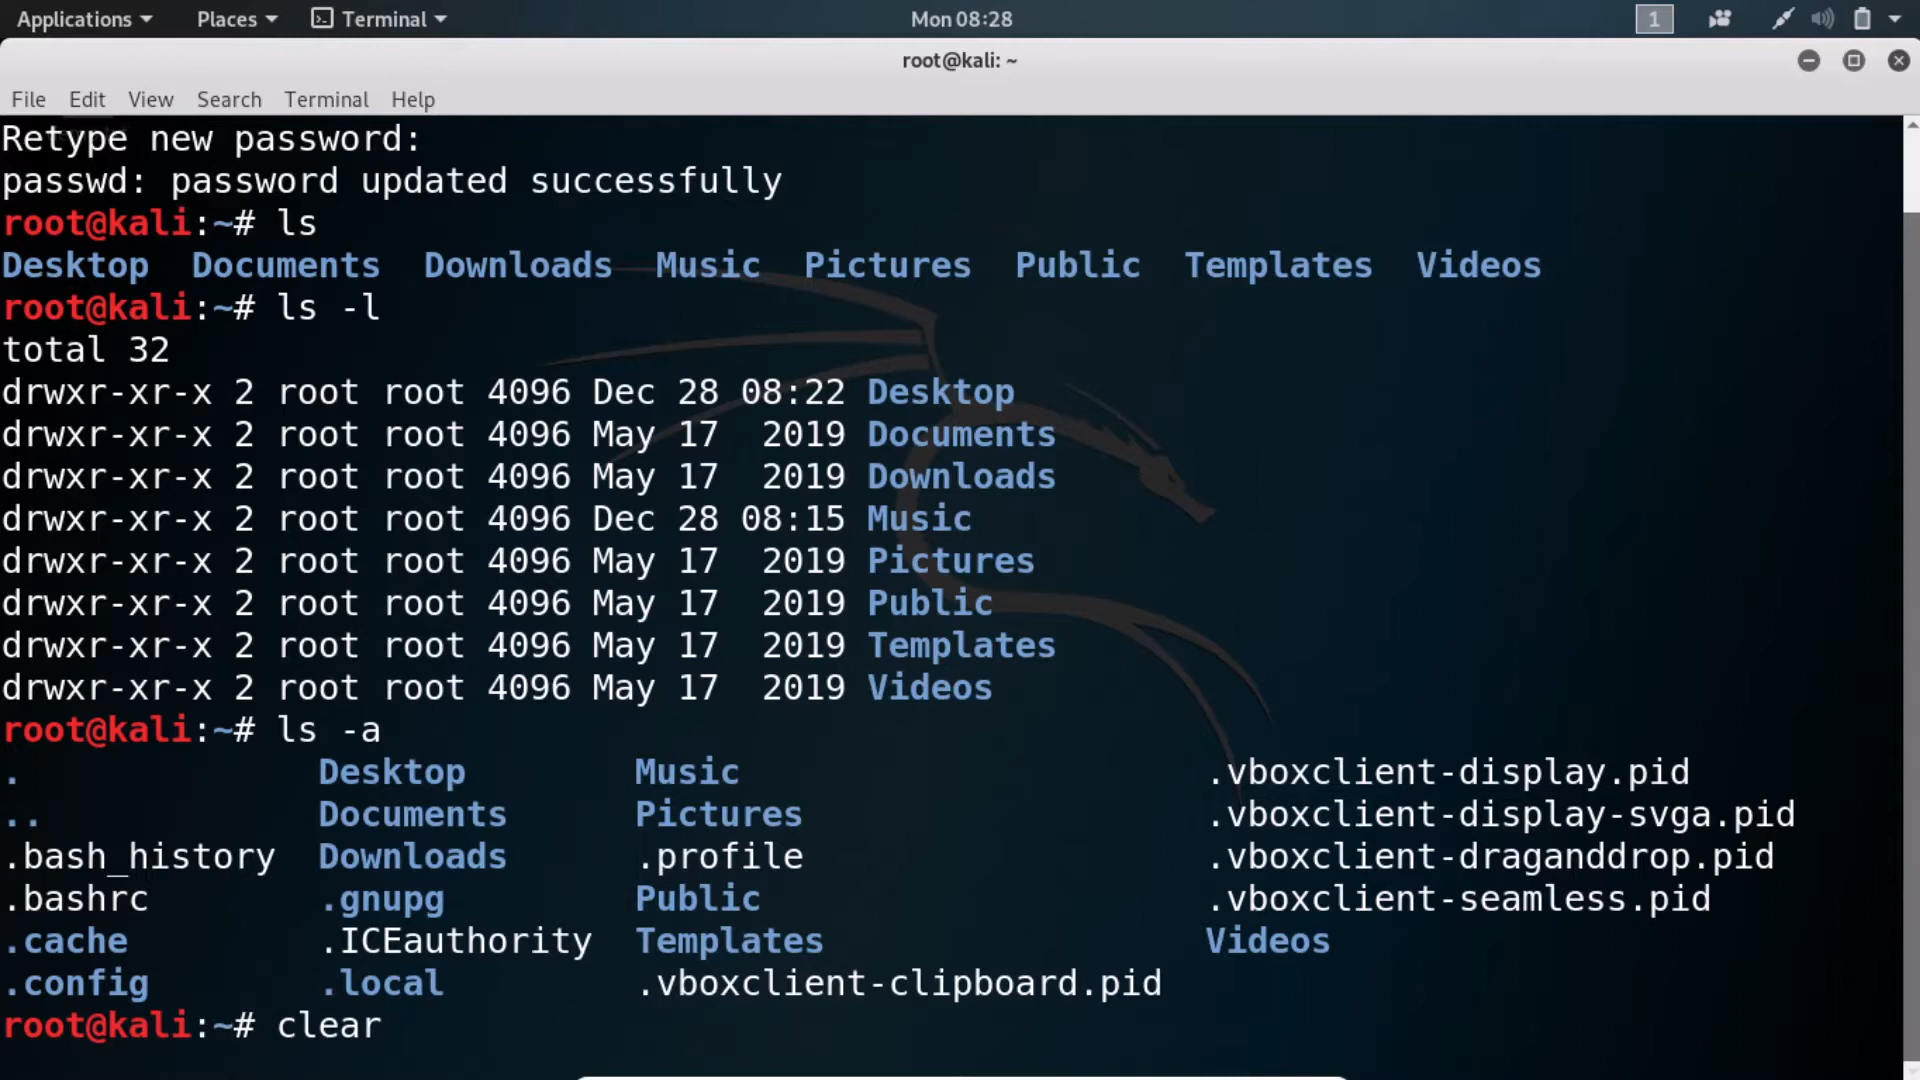 Applications Places Terminal Mon 08:28 1
root@kali: ~
File Edit View Search Terminal Help
Retype new password:
passwd: password updated successfully
root@kali:~# ls
Desktop Documents Downloads Music Pictures Public Templates Videos
root@kali:~# ls -l
total 32
drwxr-xr-x 2 root root 4096 Dec 28 08:22 Desktop
drwxr-xr-x 2 root root 4096 May 17 2019 Documents
drwxr-xr-x 2 root root 4096 May 17 2019 Downloads
drwxr-xr-x 2 root root 4096 Dec 28 08:15 Music
drwxr-xr-x 2 root root 4096 May 17 2019 Pictures
drwxr-xr-x 2 root root 4096 May 17 2019 Public
drwxr-xr-x 2 root root 4096 May 17 2019 Templates
drwxr-xr-x 2 root root 4096 May 17 2019 Videos
root@kali:~# ls -a
. Desktop Music .vboxclient-display.pid
.. Documents Pictures .vboxclient-display-svga.pid
.bash_history Downloads .profile .vboxclient-draganddrop.pid
.bashrc .gnupg Public .vboxclient-seamless.pid
.cache .ICEauthority Templates Videos
.config .local .vboxclient-clipboard.pid
root@kali:~# clear